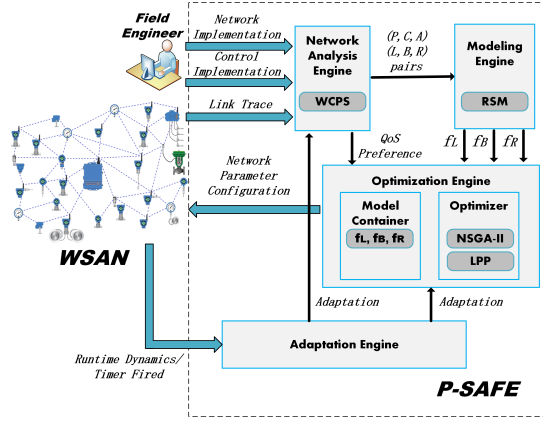 Field
Engineer
Network
Implementation
Control
Implementation
Link Trace
Network
Analysis
Engine
WCPS
(P, C, A)
(L, B, R)
pairs
Modeling
Engine
RSM
QoS
Preference
fL
fB
fR
Network
Parameter
Configuration
Optimization Engine
Model
Container
fL, fB, fR
Optimizer
NSGA-II
LPP
WSAN
Adaptation
Adaptation
Adaptation Engine
Runtime Dynamics/
Timer Fired
P-SAFE